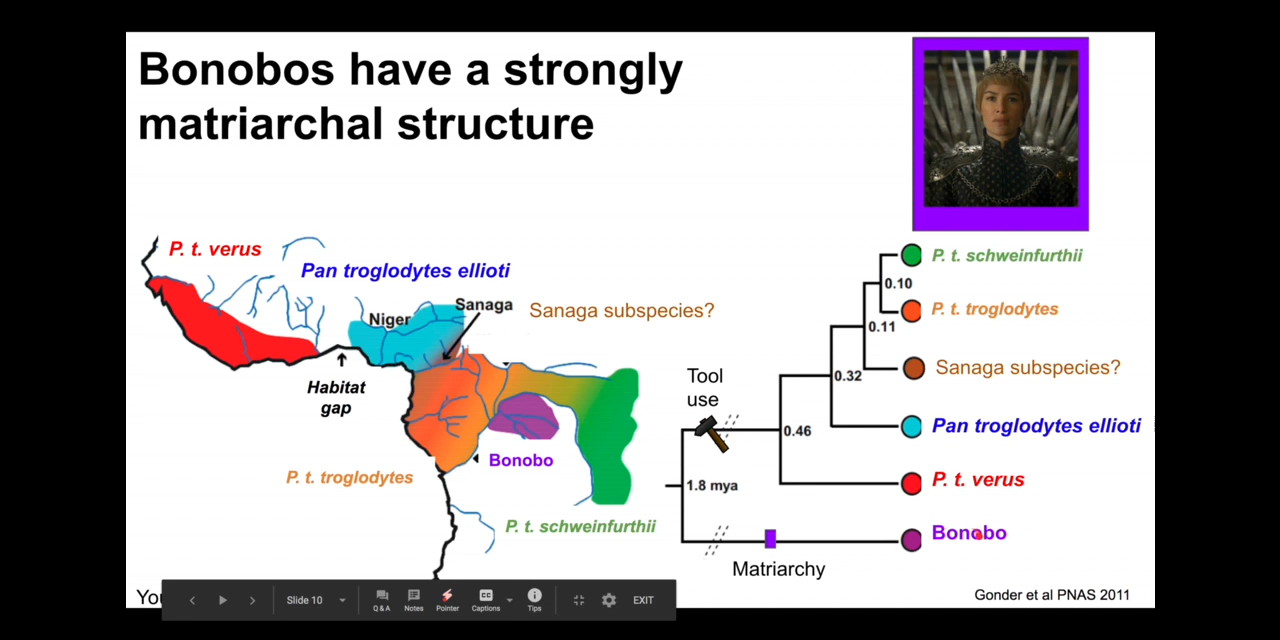 Bonobos have a strongly
matriarchal structure
P. t. verus
Pan troglodytes ellioti
Niger
Sanaga
Sanaga subspecies?
Habitat
gap
P. t. troglodytes
Bonobo
P. t. schweinfurthii
Tool
use
1.8 mya
0.46
0.32
0.11
0.10
P. t. schweinfurthii
P. t. troglodytes
Sanaga subspecies?
Pan troglodytes ellioti
P. t. verus
Bonobo
Matriarchy
Gonder et al PNAS 2011
Slide 10
Q & A
Notes
Pointer
CC
Captions
Tips
EXIT